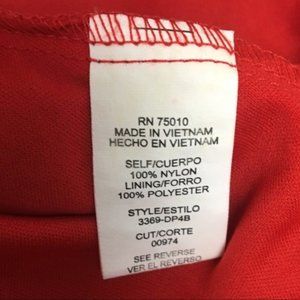 RN 75010
MADE IN VIETNAM
HECHO EN VIETNAM
SELF/CUERPO
100% NYLON
LINING/FORRO
100% POLYESTER
STYLE/ESTILO
3369-DP4B
CUT/CORTE
00974
SEE REVERSE
VER EL REVERSO